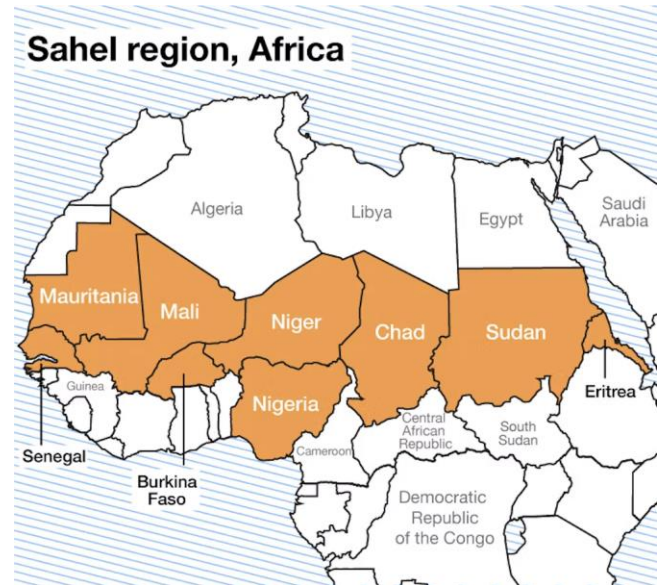 Sahel region, Africa
Algeria
Libya
Egypt
Saudi
Arabia
Mauritania
Mali
Niger
Chad
Sudan
Eritrea
Guinea
Nigeria
Senegal
Burkina
Faso
Cameroon
Central
African
Republic
South
Sudan
Democratic
Republic
of the Congo